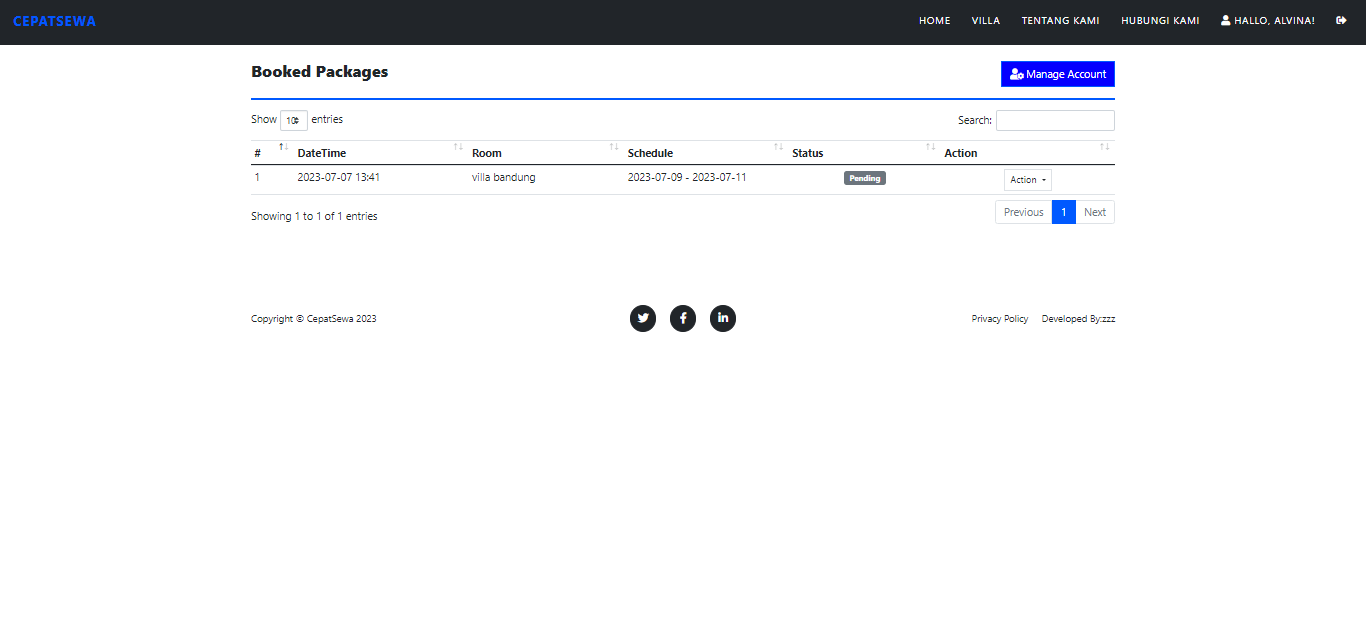 CEPATSEWA HOME VILLA TENTANG KAMI HUBUNGI KAMI HALLO, ALVINA!
Booked Packages Manage Account
Show 10 entries Search:
# DateTime Room Schedule Status Action
1 2023-07-07 13:41 villa bandung 2023-07-09 - 2023-07-11 Pending Action
Showing 1 to 1 of 1 entries Previous 1 Next
Copyright © CepatSewa 2023 Privacy Policy Developed By:zzz